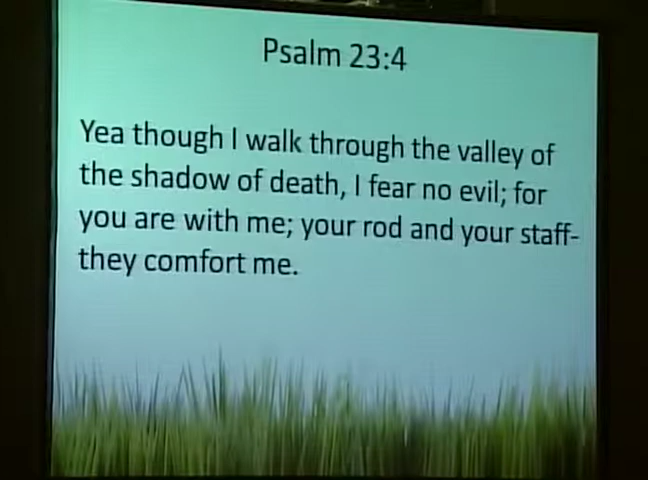 Psalm 23:4
Yea though I walk through the valley of
the shadow of death, I fear no evil; for
you are with me; your rod and your staff-
they comfort me.